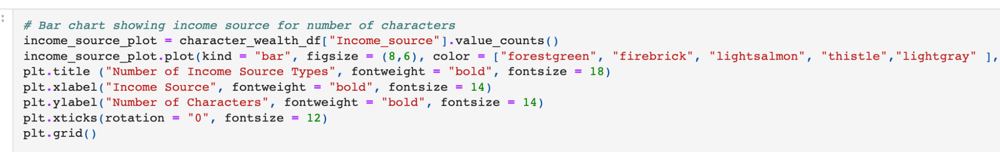 # Bar chart showing income source for number of characters
income_source_plot = character_wealth_df["Income_source"].value_counts()
income_source_plot.plot(kind = "bar", figsize = (8,6), color = ["forestgreen", "firebrick", "lightsalmon", "thistle","lightgray" ],
plt.title ("Number of Income Source Types", fontweight = "bold", fontsize = 18)
plt.xlabel("Income Source", fontweight = "bold", fontsize = 14)
plt.ylabel("Number of Characters", fontweight = "bold", fontsize = 14)
plt.xticks(rotation = "0", fontsize = 12)
plt.grid()